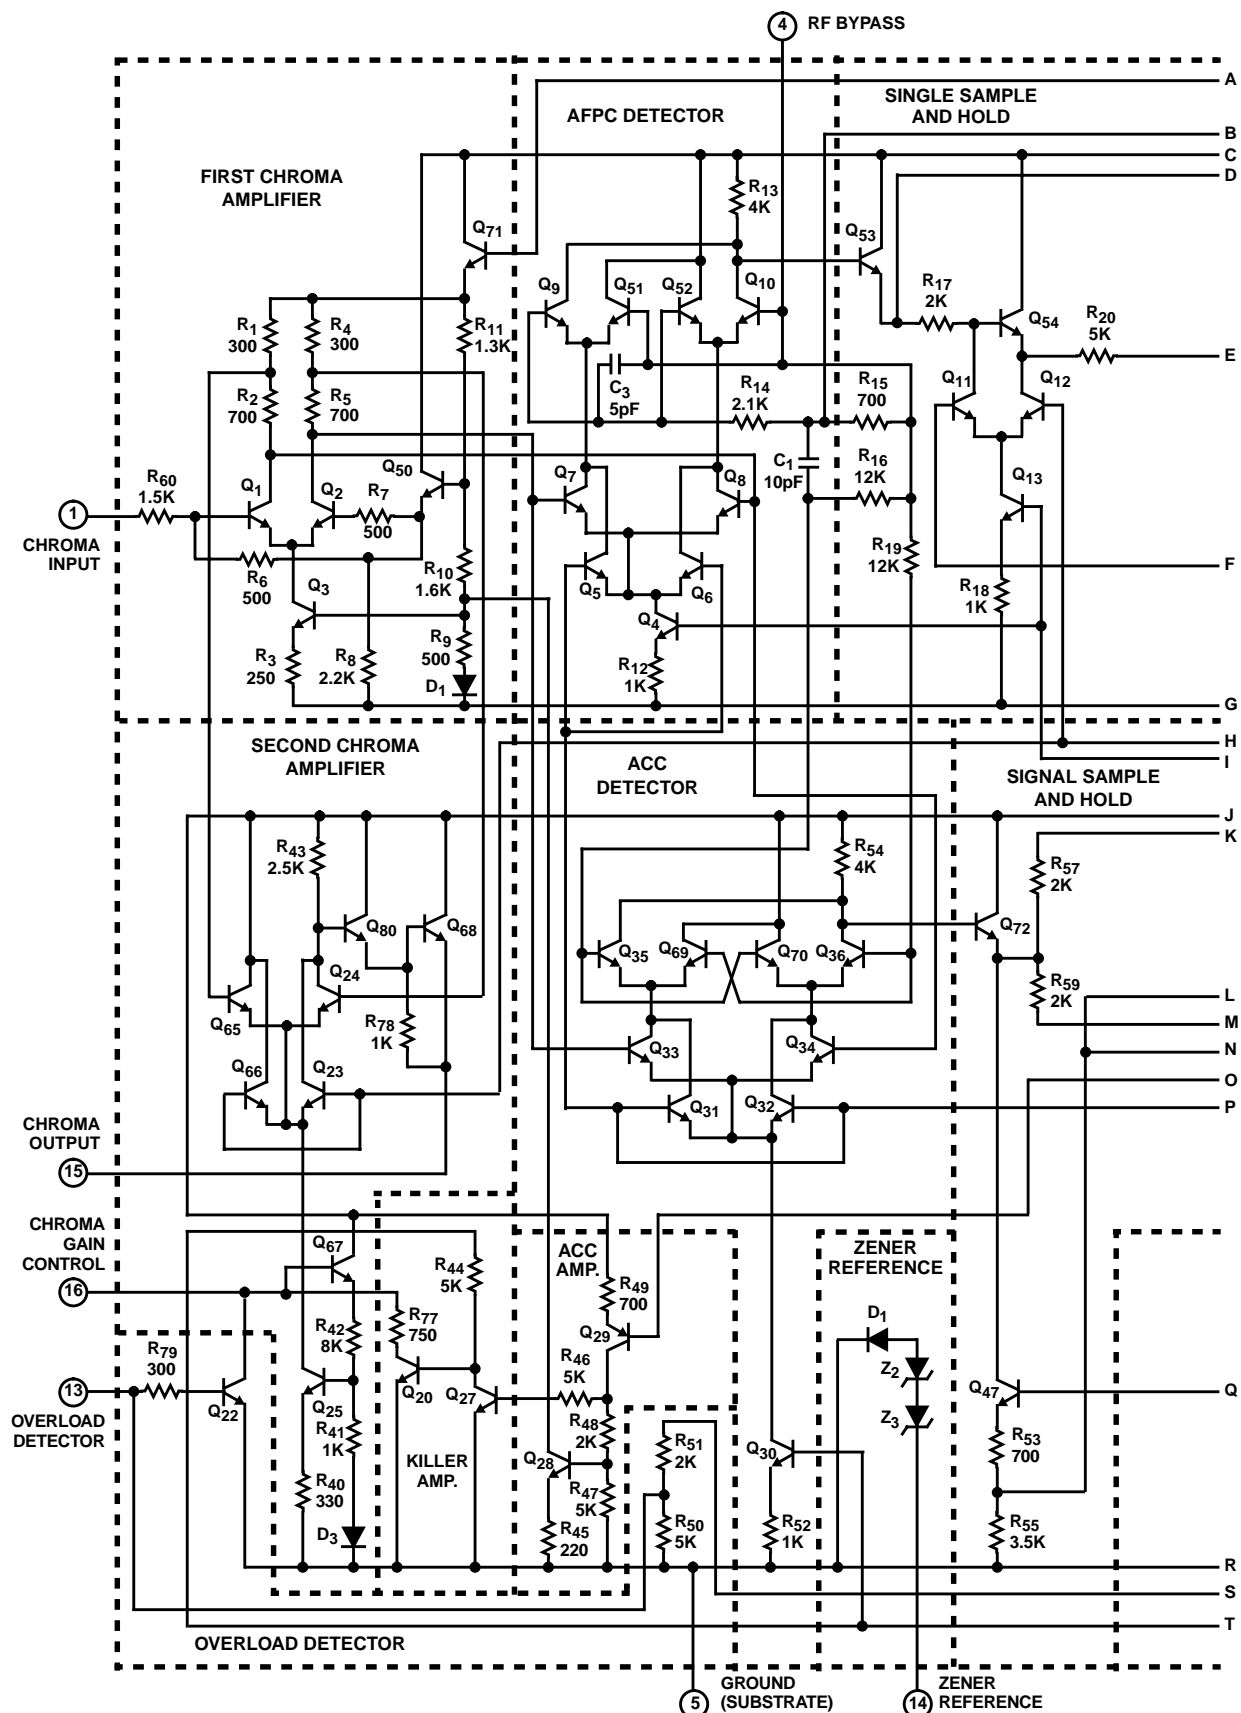 4 RF BYPASS
A
AFPC DETECTOR
SINGLE SAMPLE
AND HOLD
B
C
D
FIRST CHROMA
AMPLIFIER
R13
4K
Q71
Q53
Q9
Q51
Q52
Q10
R17
2K
R1
300
R4
300
R11
1.3K
Q54
R20
5K
E
C3
5pF
R14
2.1K
R15
700
R2
700
R5
700
Q11
Q12
C1
10pF
R16
12K
R60
1.5K
Q1
Q2
R7
500
Q50
Q7
Q8
Q13
1
CHROMA
INPUT
R6
500
R10
1.6K
R19
12K
F
Q3
Q5
Q6
R18
1K
Q4
R3
250
R8
2.2K
R9
500
D1
R12
1K
G
SECOND CHROMA
AMPLIFIER
ACC
DETECTOR
H
I
SIGNAL SAMPLE
AND HOLD
J
K
R43
2.5K
R54
4K
R57
2K
Q80
Q68
Q35
Q69
Q70
Q36
Q72
Q24
Q65
R78
1K
R59
2K
L
M
Q66
Q23
Q33
Q34
N
O
Q31
Q32
P
CHROMA
OUTPUT
15
CHROMA
GAIN
CONTROL
16
Q67
R44
5K
ACC
AMP.
R49
700
ZENER
REFERENCE
R77
750
R42
8K
Q29
D1
R79
300
R46
5K
Z2
13
OVERLOAD
DETECTOR
Q22
Q25
Q20
Q27
Z3
Q47
Q
R41
1K
R48
2K
R51
2K
Q30
R53
700
KILLER
AMP.
Q28
R40
330
R47
5K
D3
R45
220
R50
5K
R52
1K
R55
3.5K
R
S
T
OVERLOAD DETECTOR
5 GROUND
(SUBSTRATE)
14 ZENER
REFERENCE